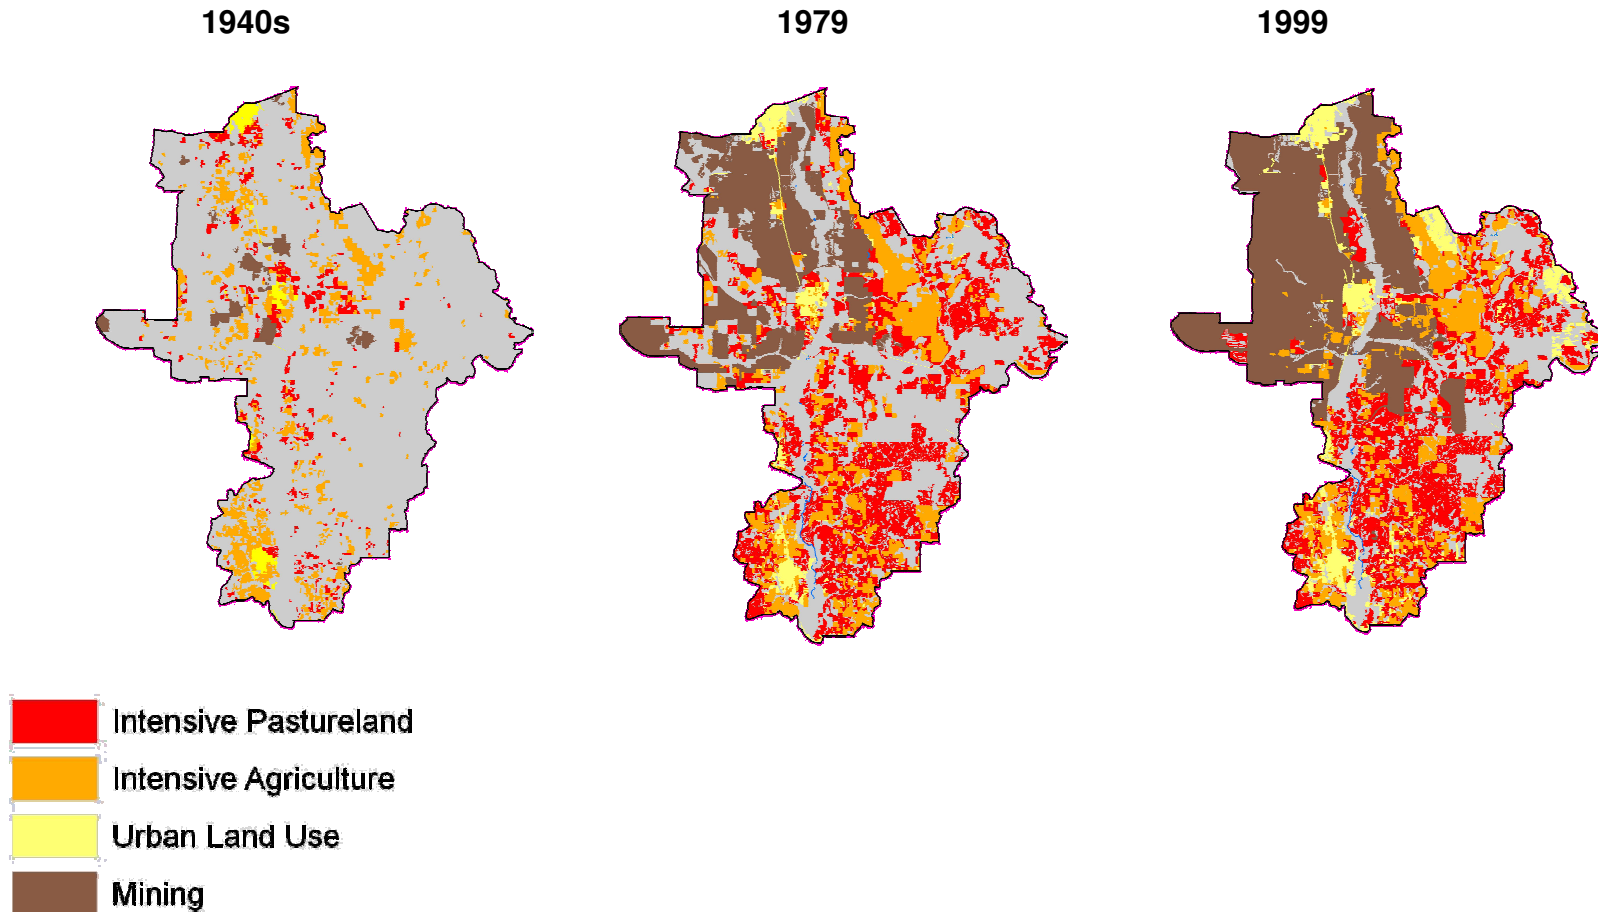 1940s
1979
1999
Intensive Pastureland
Intensive Agriculture
Urban Land Use
Mining